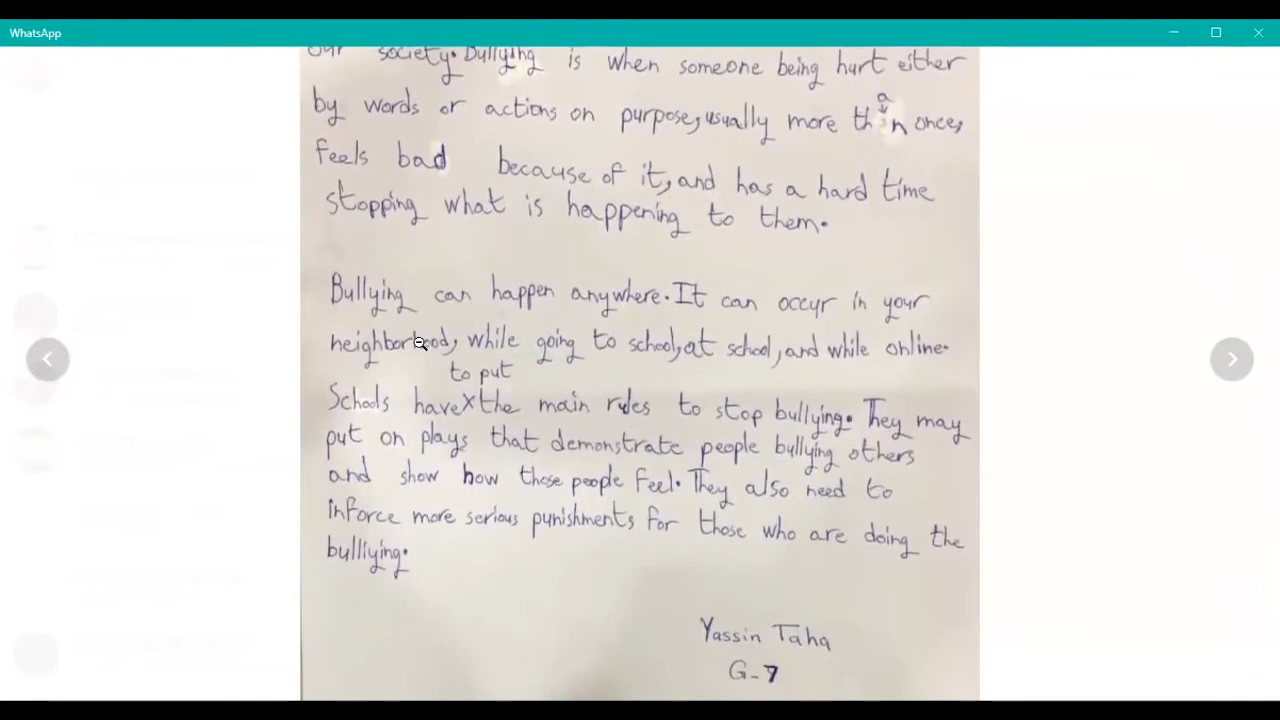 WhatsApp
our society. Bullying is when someone being hurt either
by words or actions on purpose, usually more than once,
feels bad because of it, and has a hard time
stopping what is happening to them.
Bullying can happen anywhere. It can occur in your
neighborhood, while going to school, at school, and while online.
to put
Schools have x the main rules to stop bullying. They may
put on plays that demonstrate people bullying others
and show how those people feel. They also need to
inforce more serious punishments for those who are doing the
bulliying.
Yassin Taha
G-7